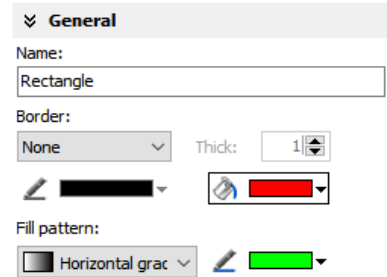 General
Name:
Rectangle
Border:
None Thick: 1
Fill pattern:
Horizontal grac